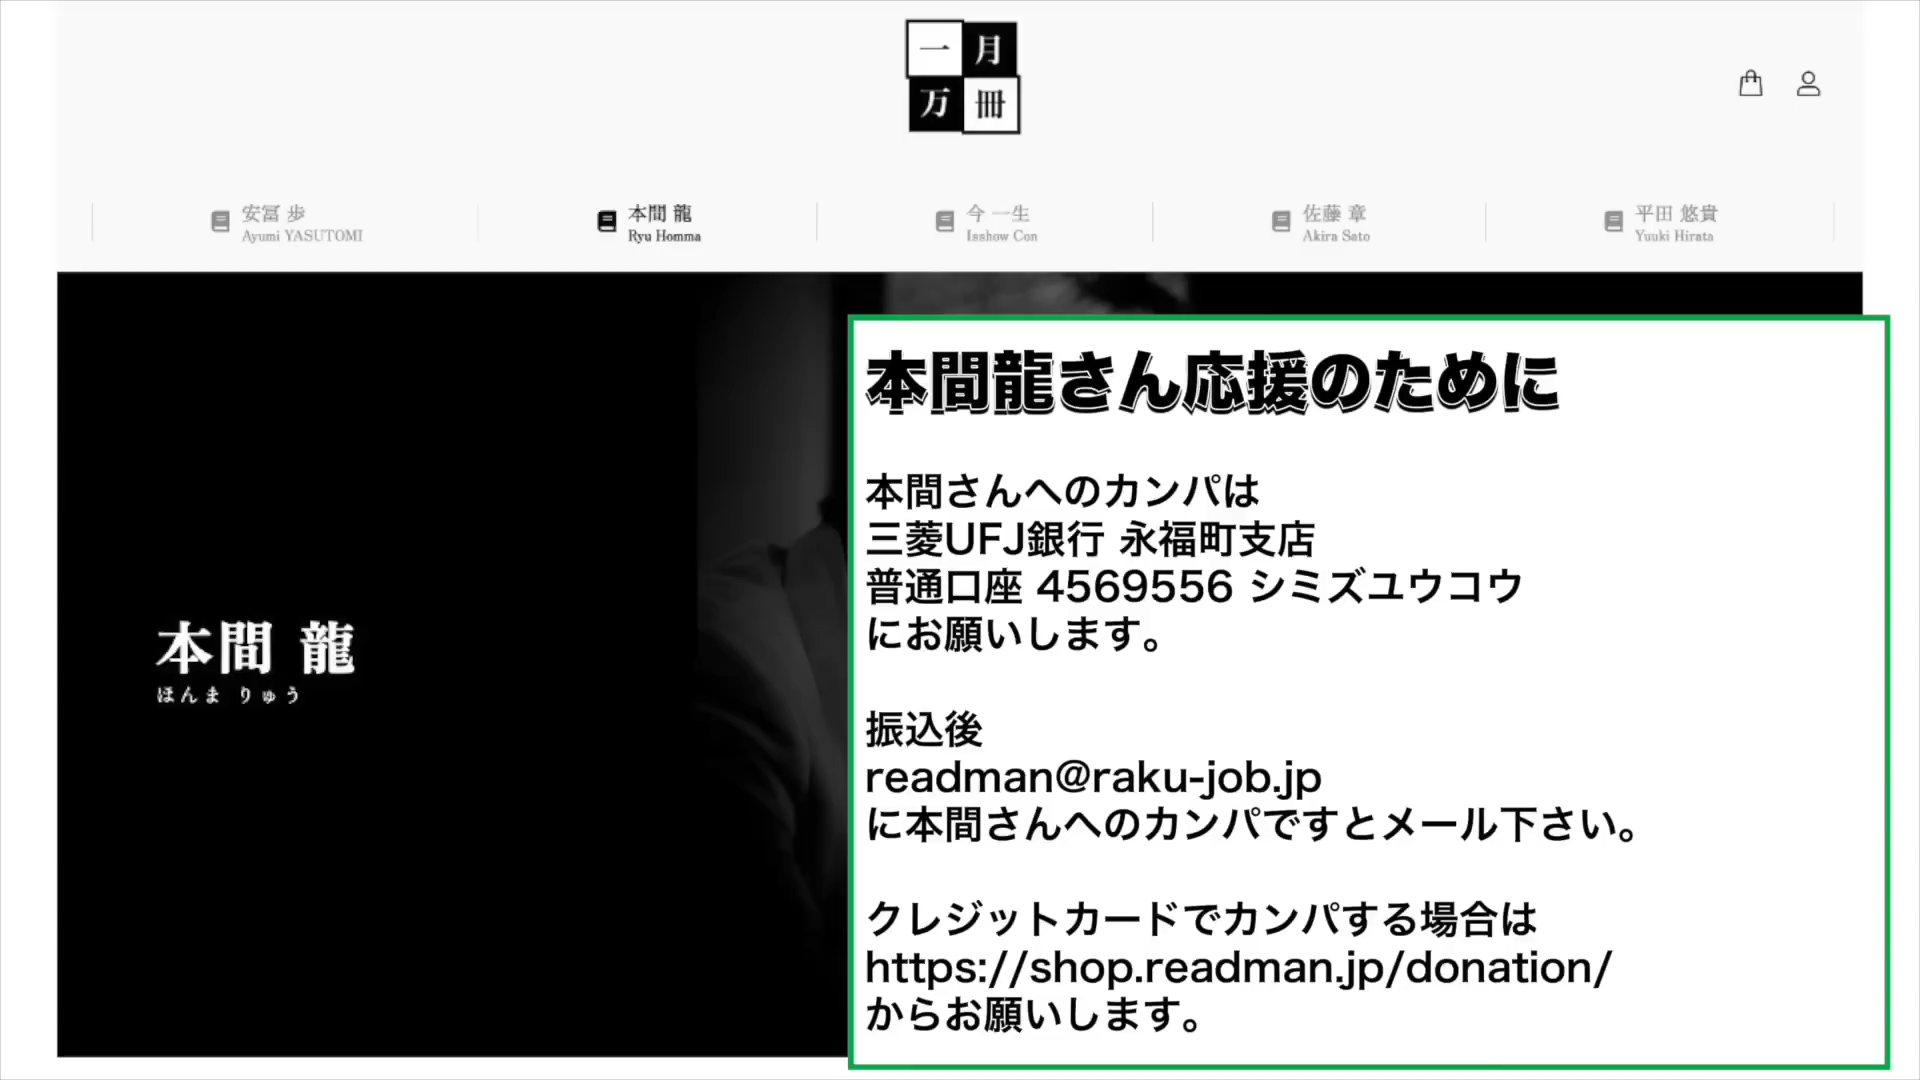 一月
万冊
安冨 歩
Ayumi YASUTOMI
本間 龍
Ryu Homma
今 一生
Isshow Con
佐藤 章
Akira Sato
平田 悠貴
Yuuki Hirata
本間 龍
ほんま りゅう
本間龍さん応援のために
本間さんへのカンパは
三菱UFJ銀行 永福町支店
普通口座 4569556 シミズユウコウ
にお願いします。
振込後
readman@raku-job.jp
に本間さんへのカンパですとメール下さい。
クレジットカードでカンパする場合は
https://shop.readman.jp/donation/
からお願いします。